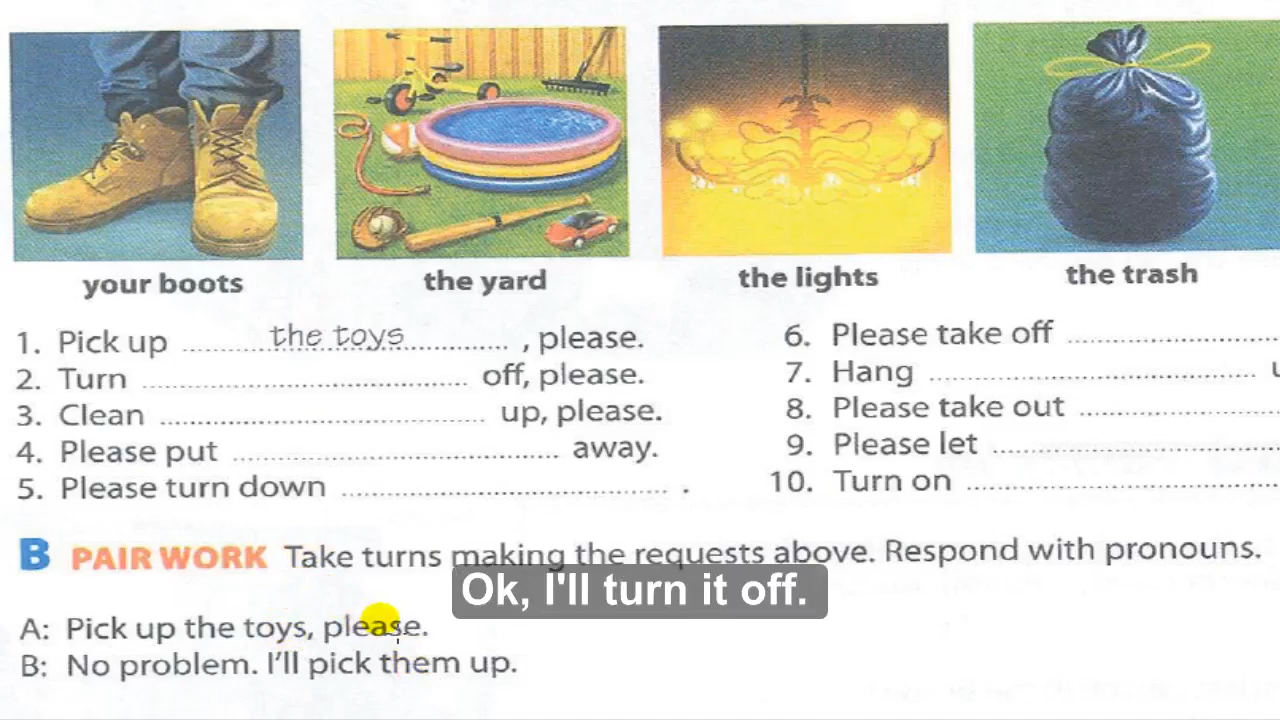 your boots
the yard
the lights
the trash
1. Pick up the toys , please.
2. Turn ........ off, please.
3. Clean ........ up, please.
4. Please put ........ away.
5. Please turn down ........ .
6. Please take off ........
7. Hang ........
8. Please take out ........
9. Please let ........
10. Turn on ........
B PAIR WORK Take turns making the requests above. Respond with pronouns.
Ok, I'll turn it off.
A: Pick up the toys, please.
B: No problem. I'll pick them up.